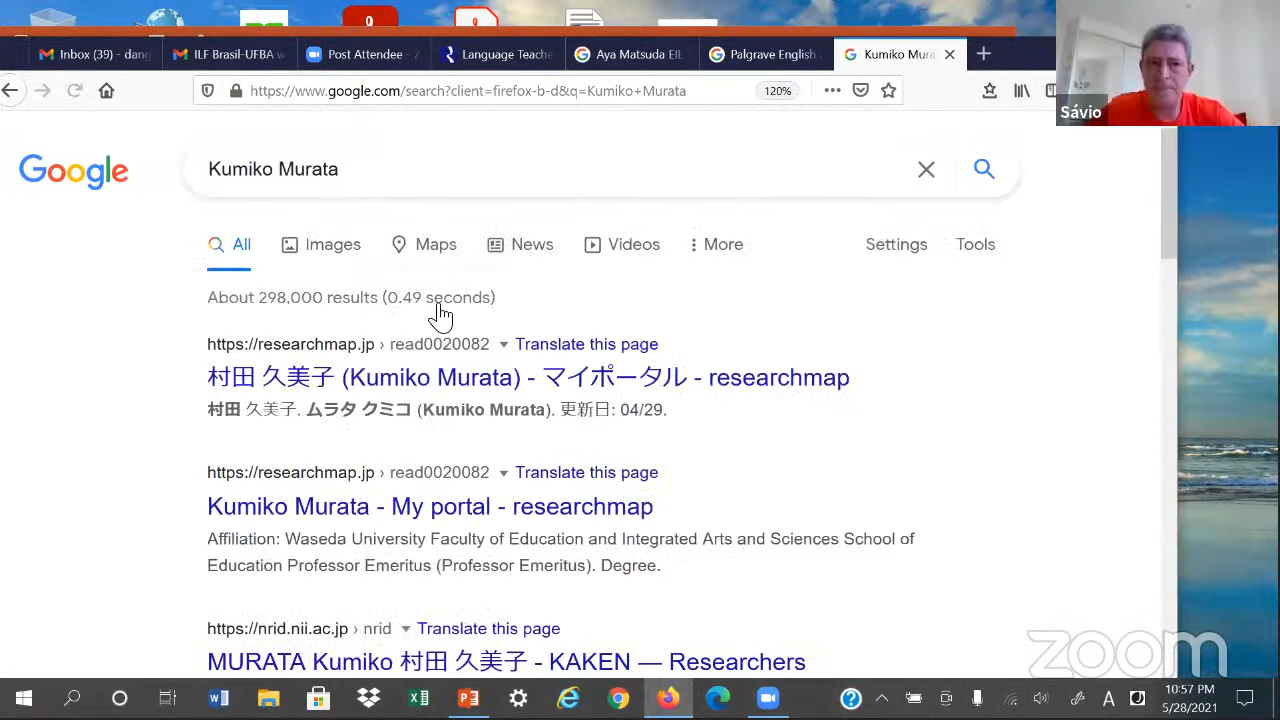 Inbox (39) - dang
ILF Brasil-UFBA w
Post Attendee - Z
Language Teache
Aya Matsuda EIL
Palgrave English
Kumiko Mura
https://www.google.com/search?client=firefox-b-d&q=Kumiko+Murata
120%
Sávio
Google
Kumiko Murata
All
Images
Maps
News
Videos
More
Settings
Tools
About 298,000 results (0.49 seconds)
https://researchmap.jp › read0020082 Translate this page
村田 久美子 (Kumiko Murata) - マイポータル - researchmap
村田 久美子. ムラタ クミコ (Kumiko Murata). 更新日: 04/29.
https://researchmap.jp › read0020082 Translate this page
Kumiko Murata - My portal - researchmap
Affiliation: Waseda University Faculty of Education and Integrated Arts and Sciences School of
Education Professor Emeritus (Professor Emeritus). Degree.
https://nrid.nii.ac.jp › nrid Translate this page
MURATA Kumiko 村田 久美子 - KAKEN — Researchers
zoom
10:57 PM
5/28/2021